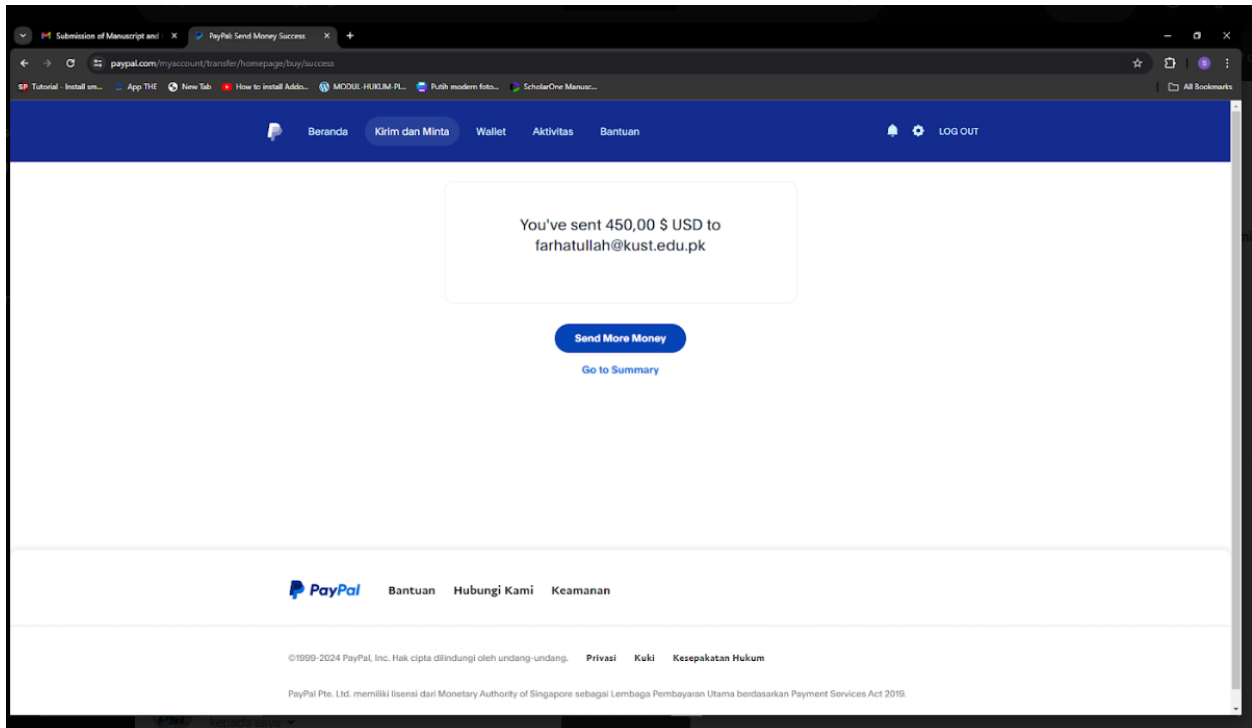 Submission of Manuscript and
PayPal: Send Money Success
paypal.com/myaccount/transfer/homepage/buy/success
SP Tutorial - Install sm... App THE New Tab How to install Addo... MODUL-HUKUM-PI... Putih modern foto... ScholarOne Manusc... All Bookmarks
Beranda Kirim dan Minta Wallet Aktivitas Bantuan LOG OUT
You've sent 450,00 $ USD to
farhatullah@kust.edu.pk
Send More Money
Go to Summary
PayPal Bantuan Hubungi Kami Keamanan
©1999-2024 PayPal, Inc. Hak cipta dilindungi oleh undang-undang. Privasi Kuki Kesepakatan Hukum
PayPal Pte. Ltd. memiliki lisensi dari Monetary Authority of Singapore sebagai Lembaga Pembayaran Utama berdasarkan Payment Services Act 2019.
kepada saya